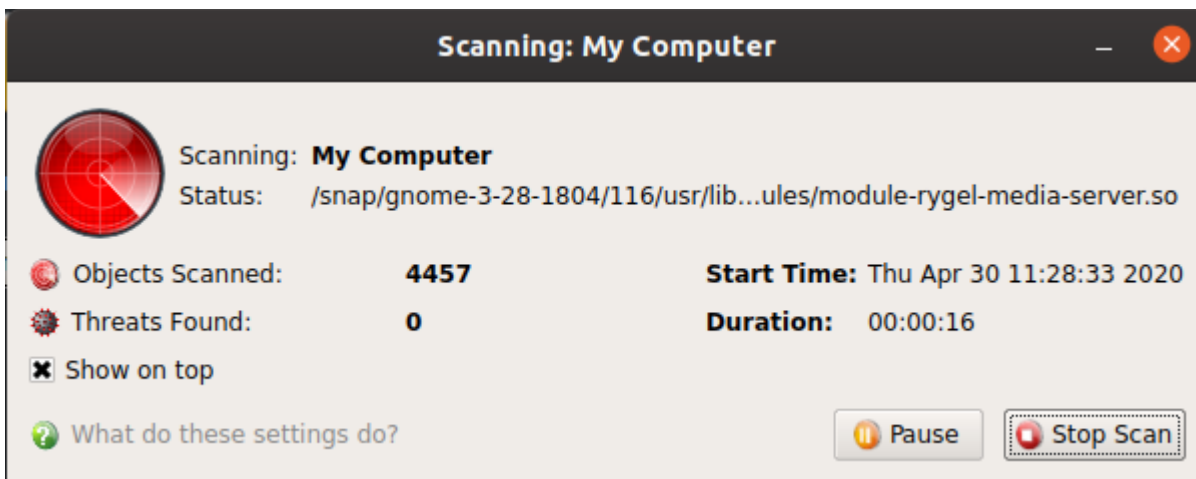 Scanning: My Computer
Scanning: My Computer
Status: /snap/gnome-3-28-1804/116/usr/lib...ules/module-rygel-media-server.so
Objects Scanned: 4457 Start Time: Thu Apr 30 11:28:33 2020
Threats Found: 0 Duration: 00:00:16
Show on top
What do these settings do? Pause Stop Scan